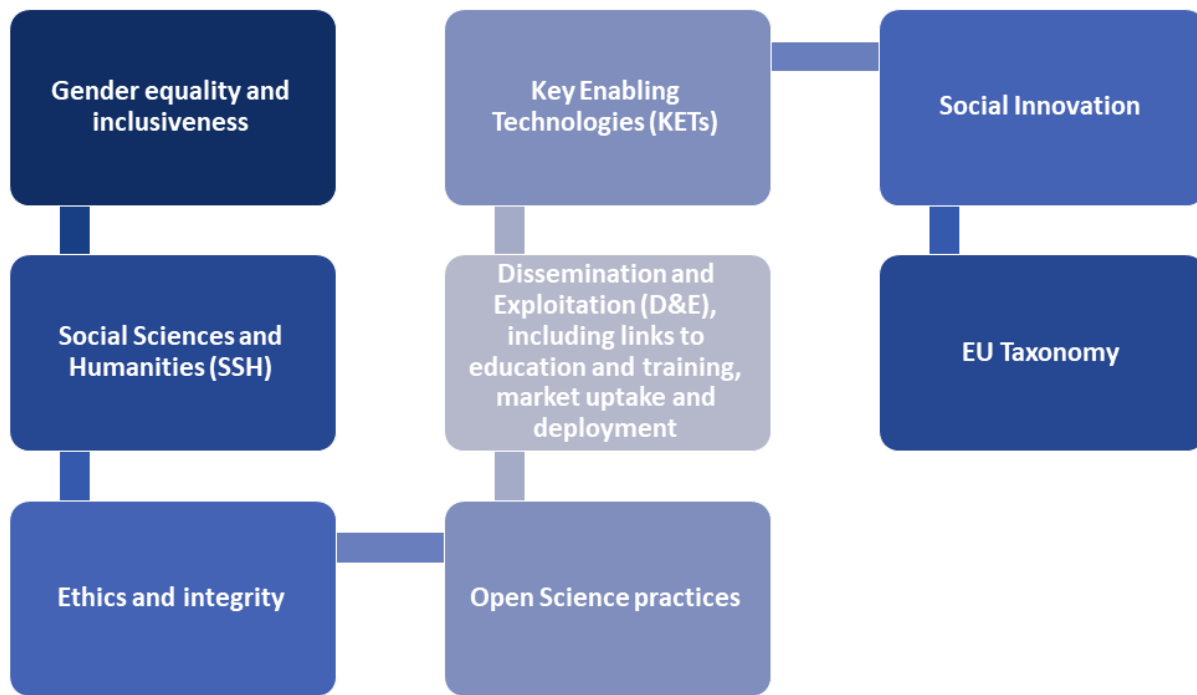 Gender equality and
inclusiveness
Social Sciences and
Humanities (SSH)
Ethics and integrity
Open Science practices
Dissemination and
Exploitation (D&E),
including links to
education and training,
market uptake and
deployment
Key Enabling
Technologies (KETs)
Social Innovation
EU Taxonomy